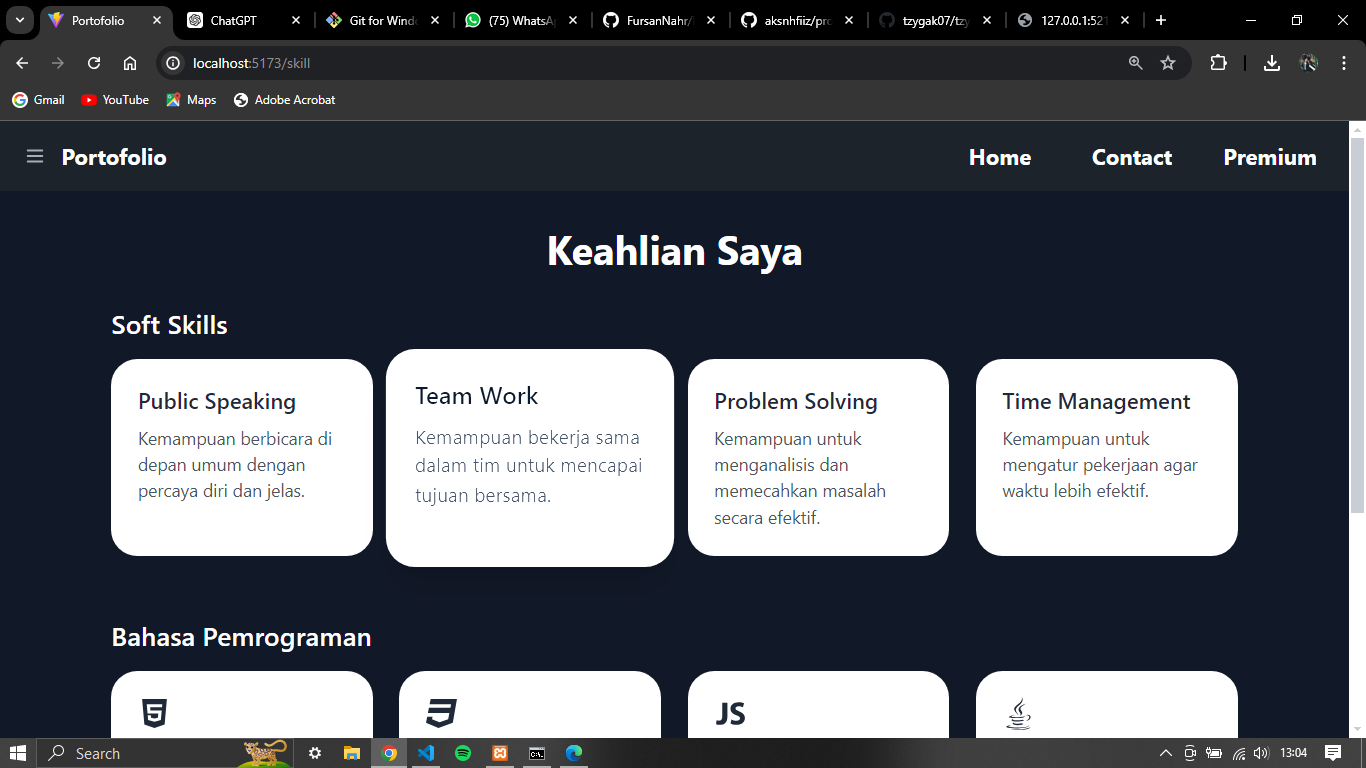 Portofolio
ChatGPT
Git for Wind
(75) WhatsA
FursanNahr/
aksnhfiiz/pro
tzygak07/tzy
127.0.0.1:521
localhost:5173/skill
Gmail
YouTube
Maps
Adobe Acrobat
Portofolio
Home
Contact
Premium
Keahlian Saya
Soft Skills
Public Speaking
Kemampuan berbicara di
depan umum dengan
percaya diri dan jelas.
Team Work
Kemampuan bekerja sama
dalam tim untuk mencapai
tujuan bersama.
Problem Solving
Kemampuan untuk
menganalisis dan
memecahkan masalah
secara efektif.
Time Management
Kemampuan untuk
mengatur pekerjaan agar
waktu lebih efektif.
Bahasa Pemrograman
5
3
JS
Search
C:\.
13:04